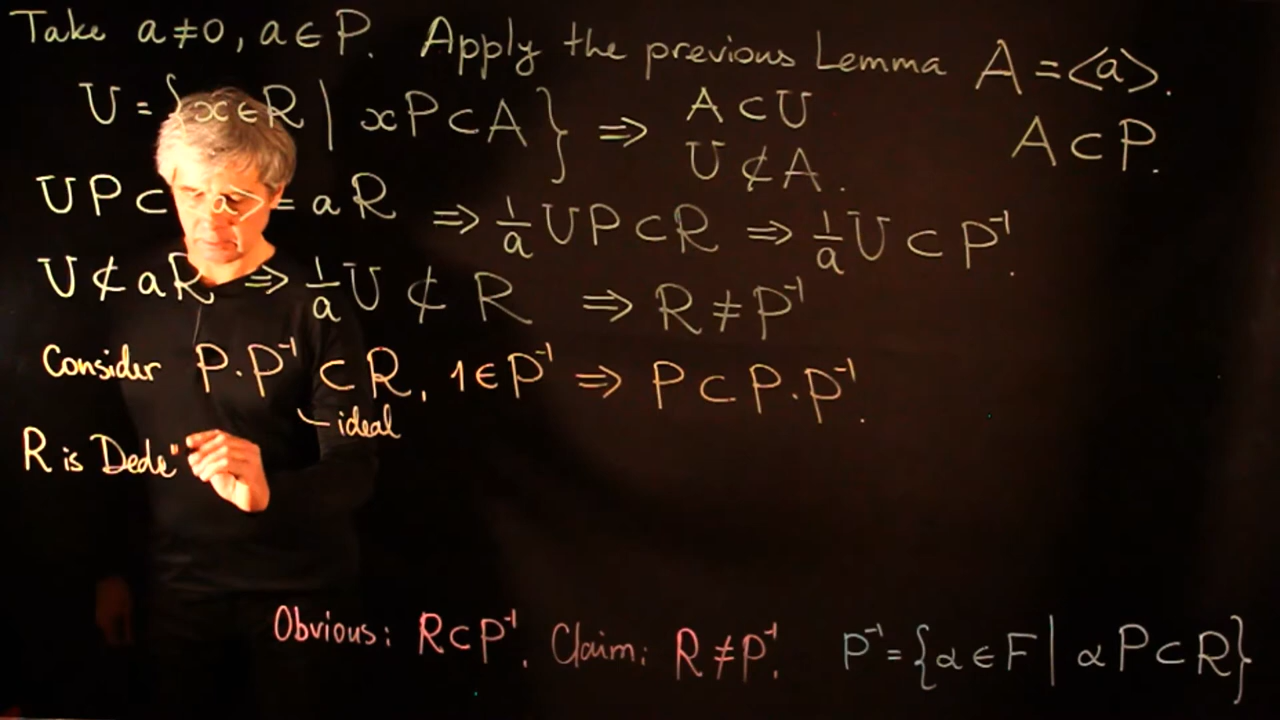 Take a≠0, a∈P. Apply the previous Lemma A = <a>.
U = {x∈R | xP⊂A} ⇒ A⊂U
U⊄A.
A⊂P.
UP⊂<a> = aR ⇒ 1/a UP⊂R ⇒ 1/a U⊂P⁻¹.
U⊄aR ⇒ 1/a U⊄R ⇒ R≠P⁻¹
Consider P.P⁻¹⊂R, 1∈P⁻¹ ⇒ P⊂P.P⁻¹.
ideal
R is Dede
Obvious: R⊂P⁻¹. Claim: R≠P⁻¹. P⁻¹={α∈F | αP⊂R}